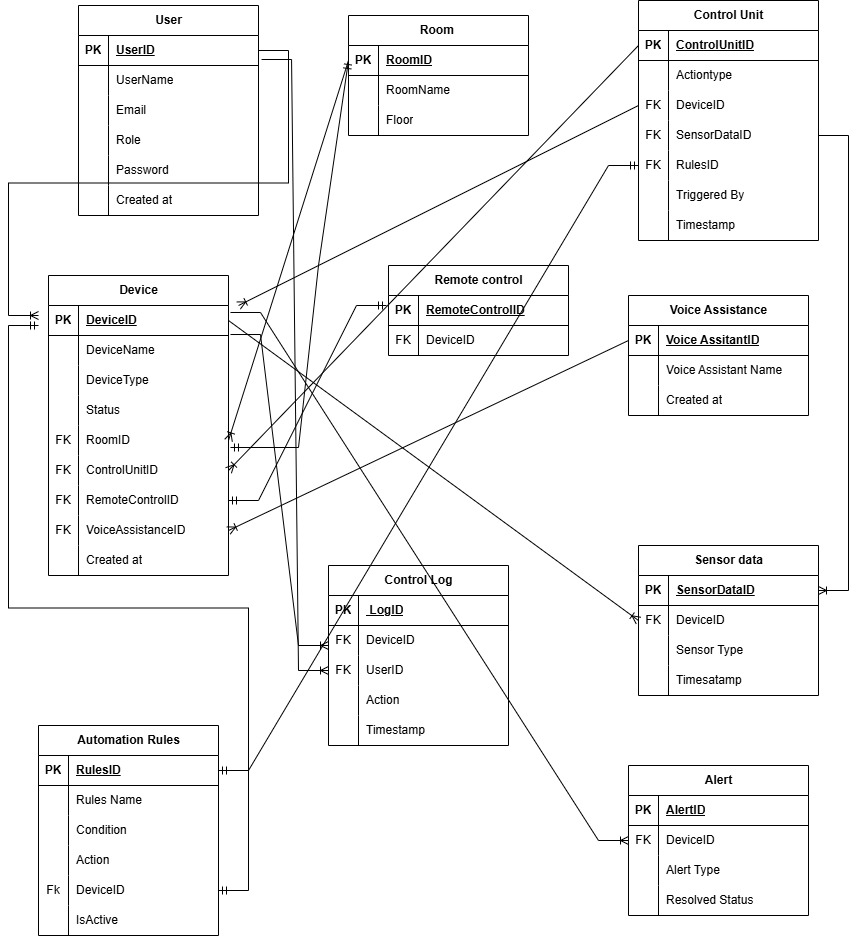 User
PK UserID
UserName
Email
Role
Password
Created at
Room
PK RoomID
RoomName
Floor
Control Unit
PK ControlUnitID
Actiontype
FK DeviceID
FK SensorDataID
FK RulesID
Triggered By
Timestamp
Device
PK DeviceID
DeviceName
DeviceType
Status
FK RoomID
FK ControlUnitID
FK RemoteControlID
FK VoiceAssistanceID
Created at
Remote control
PK RemoteControlID
FK DeviceID
Voice Assistance
PK Voice AssitantID
Voice Assistant Name
Created at
Control Log
PK LogID
FK DeviceID
FK UserID
Action
Timestamp
Sensor data
PK SensorDataID
FK DeviceID
Sensor Type
Timesatamp
Automation Rules
PK RulesID
Rules Name
Condition
Action
Fk DeviceID
IsActive
Alert
PK AlertID
FK DeviceID
Alert Type
Resolved Status